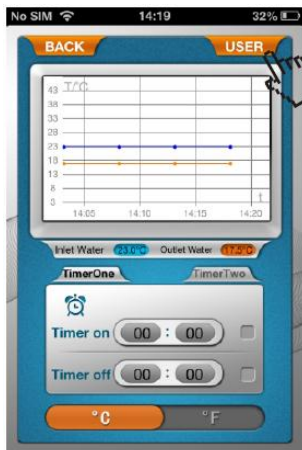 No SIM 14:19 32%
BACK USER
T/°C
43
38
33
28
23
18
13
8
3
t
14:05 14:10 14:15 14:20
Inlet Water 23.0°C Outlet Water 17.5°C
TimerOne TimerTwo
Timer on 00 : 00
Timer off 00 : 00
°C °F